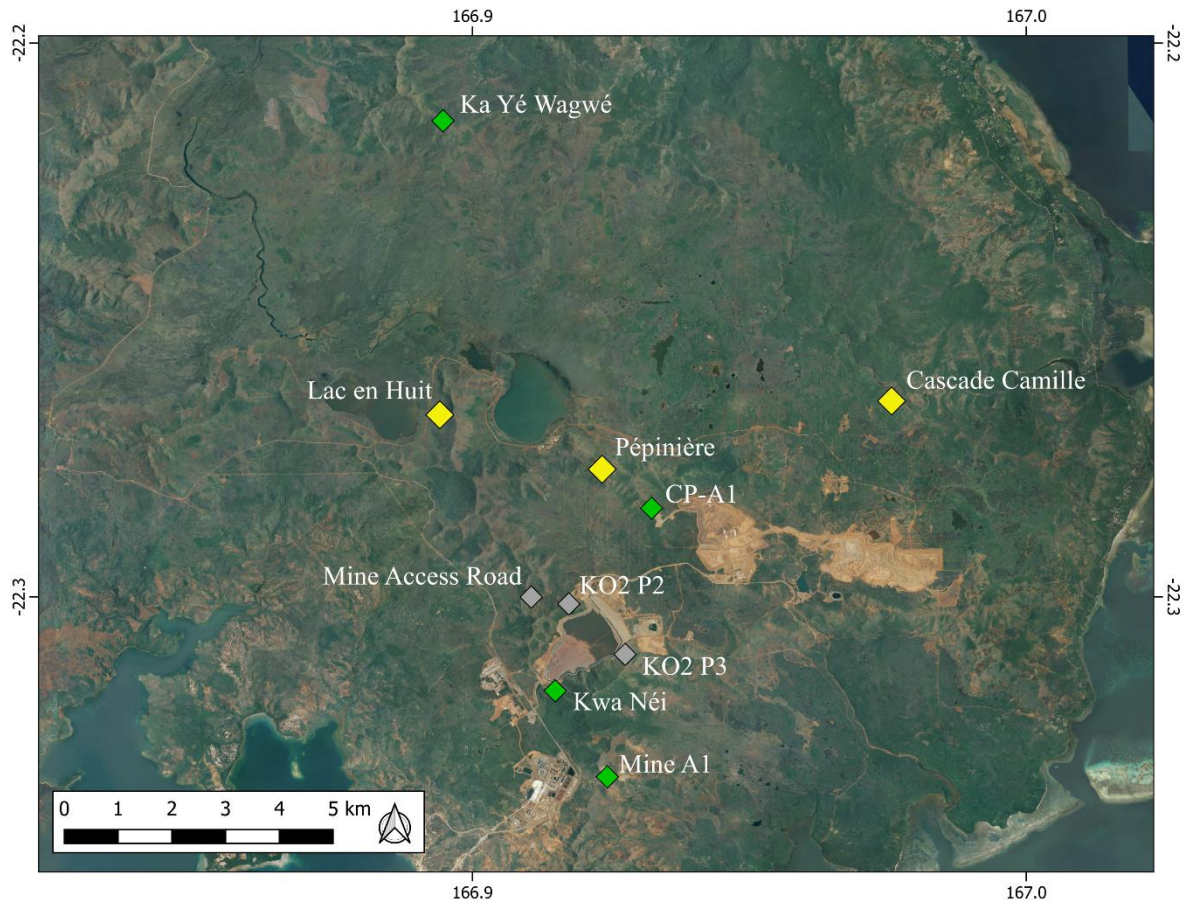 166.9 167.0
-22.2 -22.2
Ka Yé Wagwé
Cascade Camille
Lac en Huit
Pépinière
CP-A1
Mine Access Road
KO2 P2
-22.3 -22.3
KO2 P3
Kwa Néi
Mine A1
0 1 2 3 4 5 km
166.9 167.0